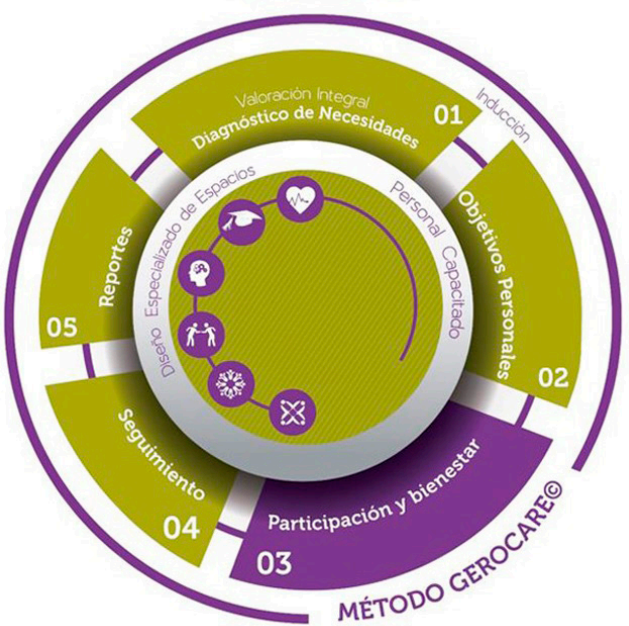 Valoración Integral
Diagnóstico de Necesidades
01
Inducción
Objetivos Personales
02
Participación y bienestar
03
Seguimiento
04
Reportes
05
Diseño Especializado de Espacios
Personal Capacitado
MÉTODO GEROCARE©